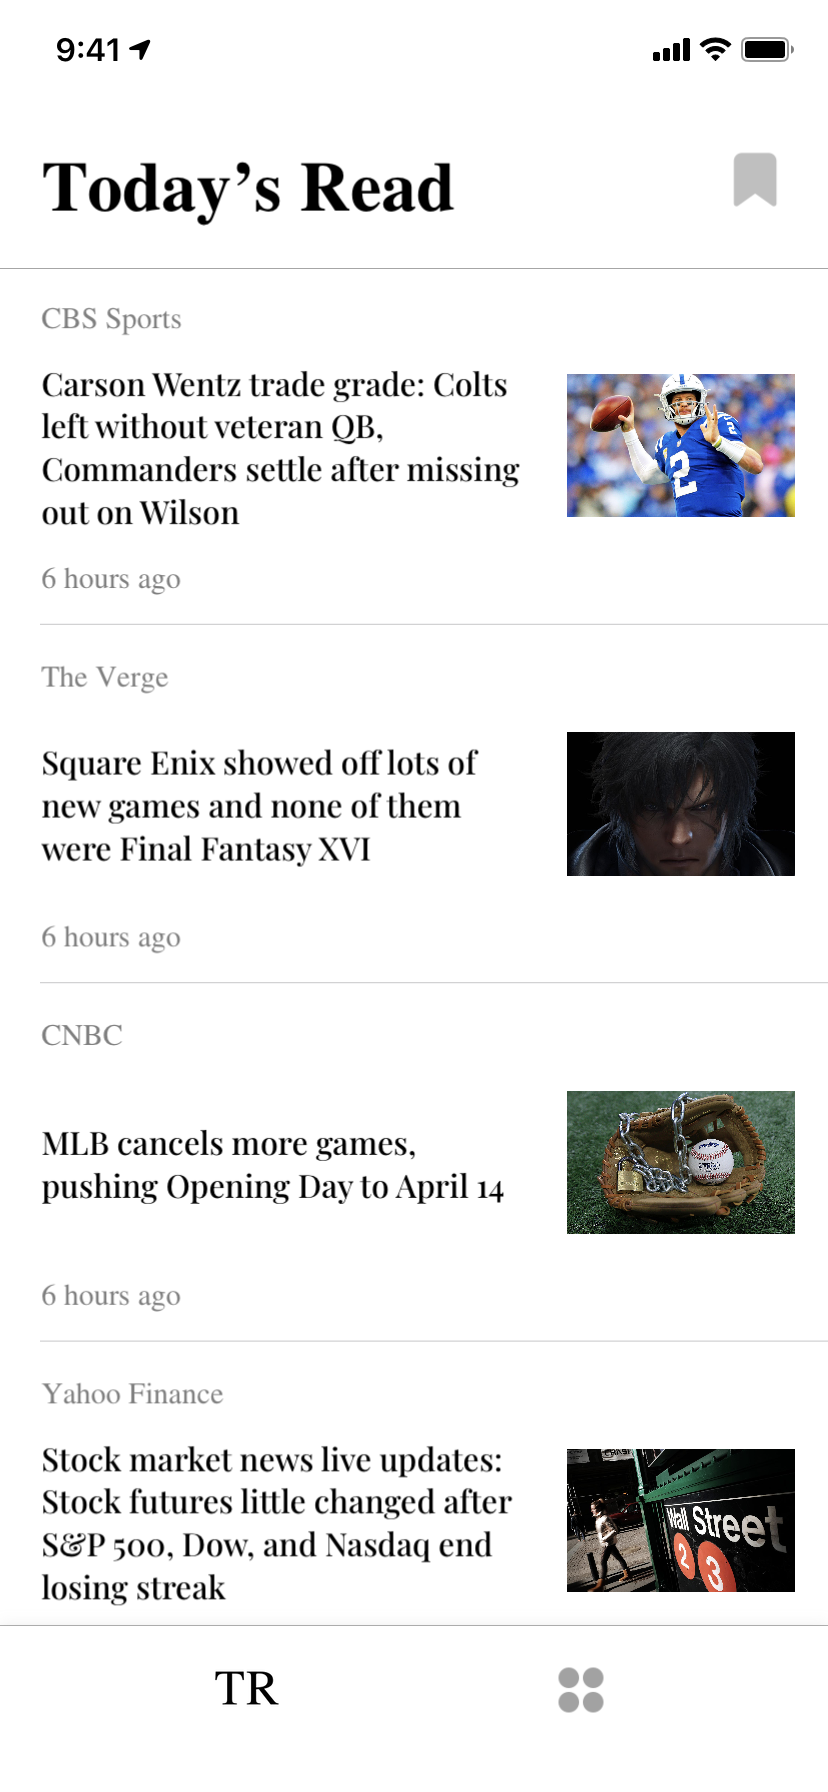 9:41
Today’s Read
CBS Sports
Carson Wentz trade grade: Colts
left without veteran QB,
Commanders settle after missing
out on Wilson
2
2
6 hours ago
The Verge
Square Enix showed off lots of
new games and none of them
were Final Fantasy XVI
6 hours ago
CNBC
MLB cancels more games,
pushing Opening Day to April 14
6 hours ago
Yahoo Finance
Stock market news live updates:
Stock futures little changed after
S&P 500, Dow, and Nasdaq end
losing streak
Wall Street
2
3
TR